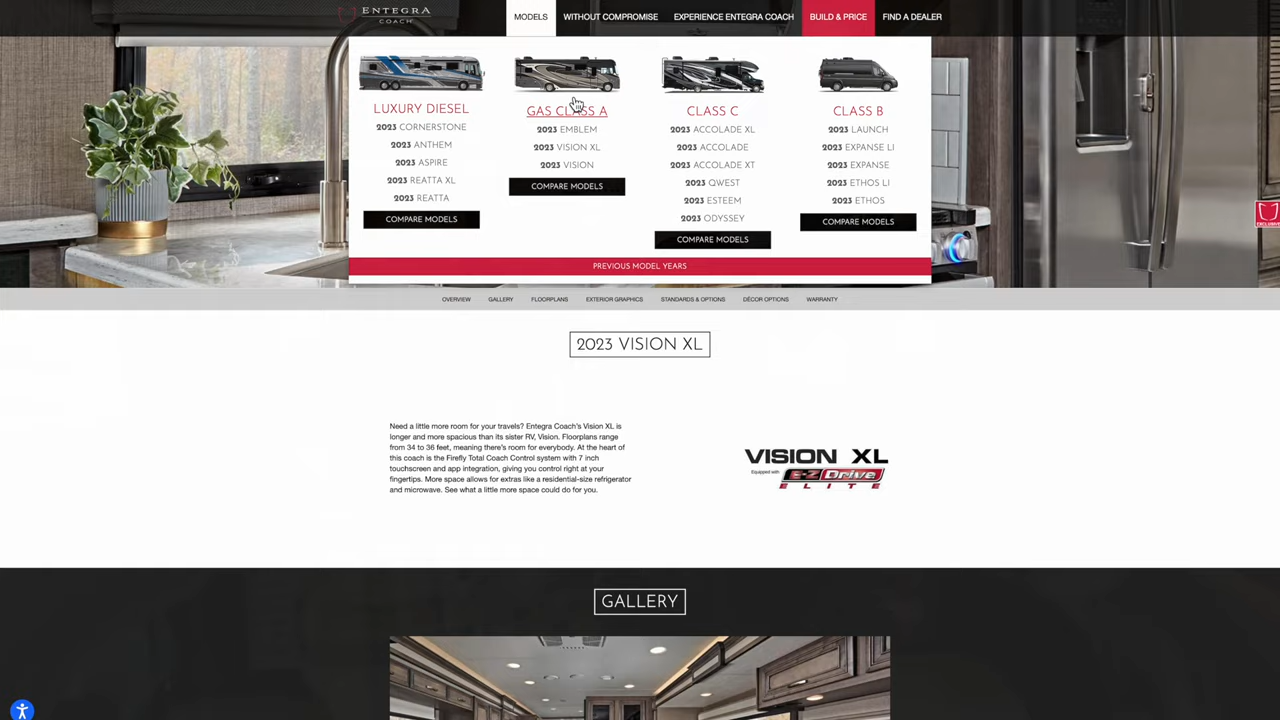 ENTEGRA
COACH
MODELS
WITHOUT COMPROMISE
EXPERIENCE ENTEGRA COACH
BUILD & PRICE
FIND A DEALER
LUXURY DIESEL
2023 CORNERSTONE
2023 ANTHEM
2023 ASPIRE
2023 REATTA XL
2023 REATTA
COMPARE MODELS
GAS CLASS A
2023 EMBLEM
2023 VISION XL
2023 VISION
COMPARE MODELS
CLASS C
2023 ACCOLADE XL
2023 ACCOLADE
2023 ACCOLADE XT
2023 QWEST
2023 ESTEEM
2023 ODYSSEY
COMPARE MODELS
CLASS B
2023 LAUNCH
2023 EXPANSE LI
2023 EXPANSE
2023 ETHOS LI
2023 ETHOS
COMPARE MODELS
PREVIOUS MODEL YEARS
EXCLUSIVE
OVERVIEW
GALLERY
FLOORPLANS
EXTERIOR GRAPHICS
STANDARDS & OPTIONS
DÉCOR OPTIONS
WARRANTY
2023 VISION XL
Need a little more room for your travels? Entegra Coach's Vision XL is
longer and more spacious than its sister RV, Vision. Floorplans range
from 34 to 36 feet, meaning there's room for everybody. At the heart of
this coach is the Firefly Total Coach Control system with 7 inch
touchscreen and app integration, giving you control right at your
fingertips. More space allows for extras like a residential-size refrigerator
and microwave. See what a little more space could do for you.
VISION XL
Equipped with E-Z Drive
ELITE
GALLERY